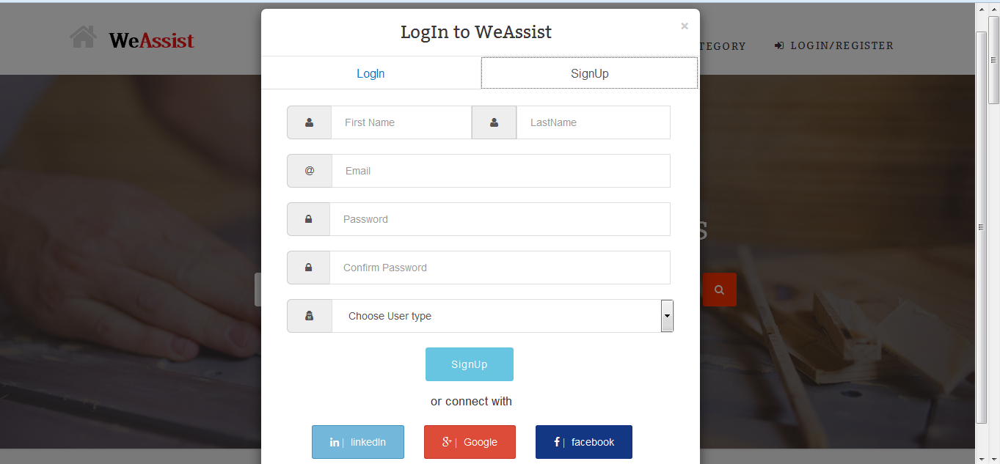 LogIn to WeAssist
×
WeAssist
TEGORY
LOGIN/REGISTER
LogIn
SignUp
First Name
LastName
@
Email
Password
S
Confirm Password
Choose User type
SignUp
or connect with
in | linkedIn
g+ | Google
f | facebook